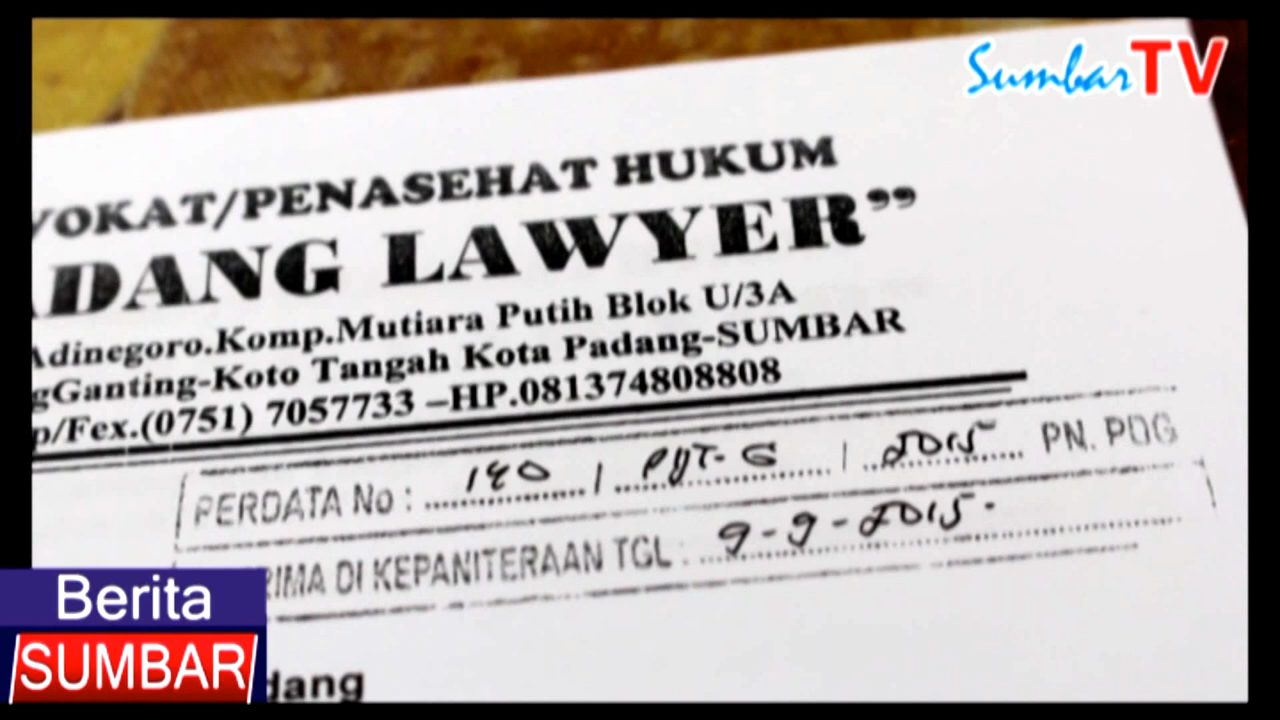 SumbarTV
VOKAT/PENASEHAT HUKUM
ADANG LAWYER”
Adinegoro.Komp.Mutiara Putih Blok U/3A
gGanting-Koto Tangah Kota Padang-SUMBAR
p/Fex.(0751) 7057733 –HP.081374808808
PERDATA No : 140 / PDT-G / 2015 PN. PDG
RIMA DI KEPANITERAAN TGL : 9-9-2015.
dang
Berita
SUMBAR